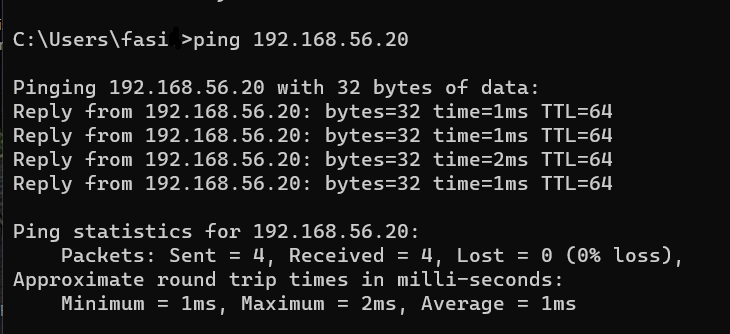 C:\Users\fasi >ping 192.168.56.20
Pinging 192.168.56.20 with 32 bytes of data:
Reply from 192.168.56.20: bytes=32 time=1ms TTL=64
Reply from 192.168.56.20: bytes=32 time=1ms TTL=64
Reply from 192.168.56.20: bytes=32 time=2ms TTL=64
Reply from 192.168.56.20: bytes=32 time=1ms TTL=64
Ping statistics for 192.168.56.20:
Packets: Sent = 4, Received = 4, Lost = 0 (0% loss),
Approximate round trip times in milli-seconds:
Minimum = 1ms, Maximum = 2ms, Average = 1ms